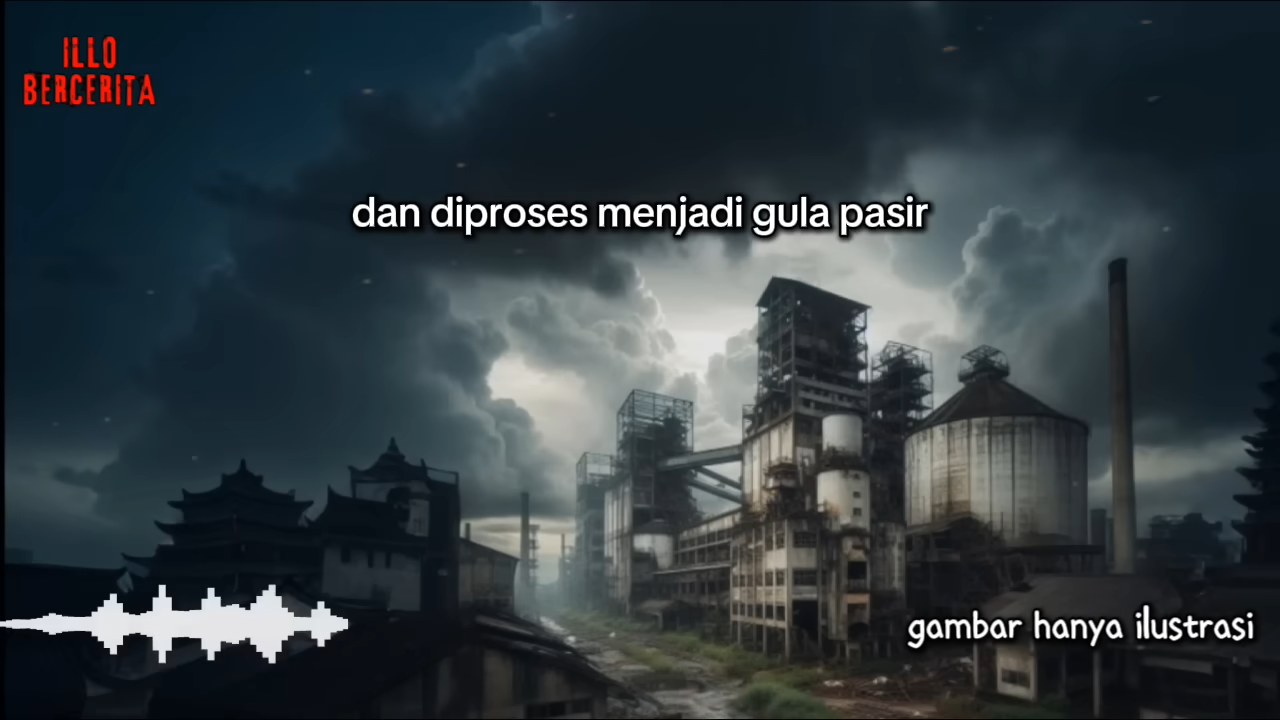 ILLO
BERCERITA
dan diproses menjadi gula pasir
gambar hanya ilustrasi